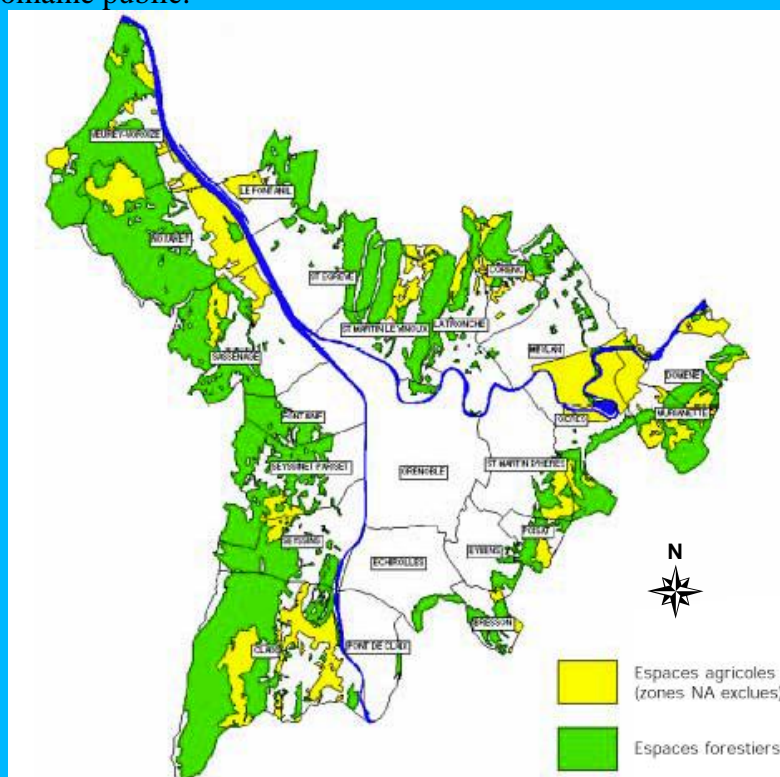 omaine public.
VEUREY-VOROIZE
LE FONTANIL
NOYAREY
ST EGREVE
CORENC
ST MARTIN LE VINOUX
LA TRONCHE
MEYLAN
SASSENAGE
DOMENE
MURIANETTE
FONTAINE
GIERES
SEYSSINET PARISET
GRENOBLE
ST MARTIN D'HERES
SEYSSINS
POISAT
EYBENS
N
ECHIROLLES
BRESSON
CLAIX
PONT DE CLAIX
Espaces agricoles
(zones NA exclues)
Espaces forestiers